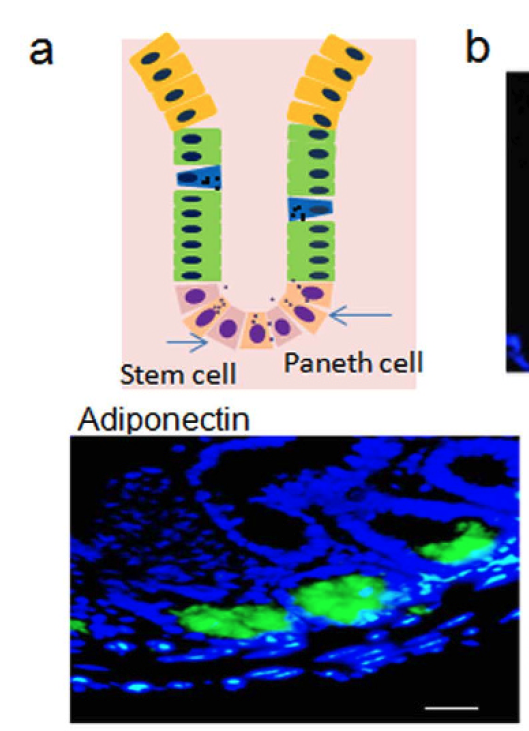 a
b
Stem cell
Paneth cell
Adiponectin